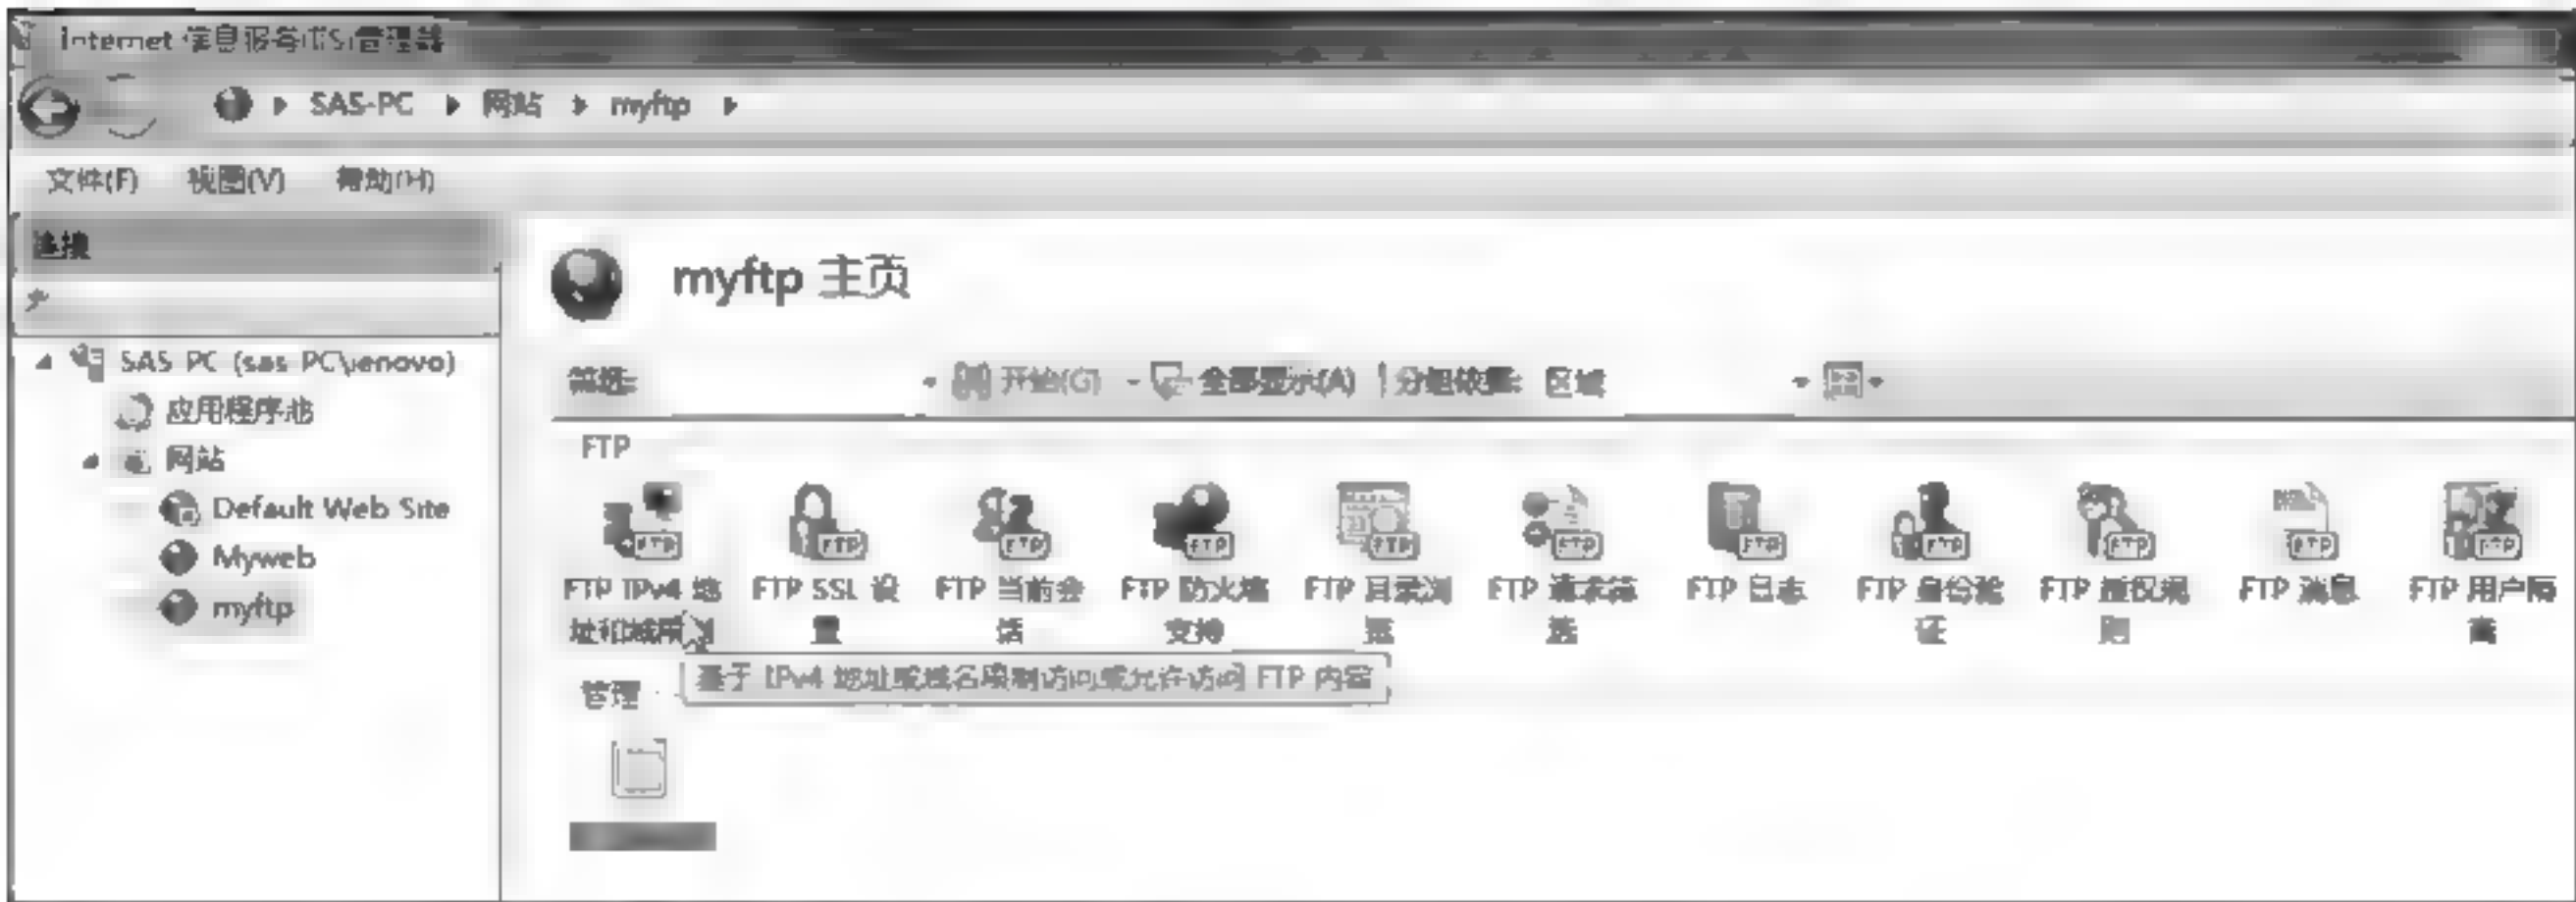 Internet 信息服务(IIS)管理器
SAS-PC 网站 myftp
文件(F) 视图(V) 帮助(H)
连接
myftp 主页
SAS-PC (sas-PC\lenovo)
筛选: 开始(G) 全部显示(A) 分组依据: 区域
应用程序池
网站
Default Web Site
Myweb
myftp
FTP
FTP IPv4 地 FTP SSL 设 FTP 当前会 FTP 防火墙 FTP 目录浏 FTP 请求筛 FTP 日志 FTP 身份验 FTP 授权规 FTP 消息 FTP 用户隔
址和域限制 置 话 支持 览 选 证 则 离
基于 IPv4 地址或域名限制访问或允许访问 FTP 内容
管理